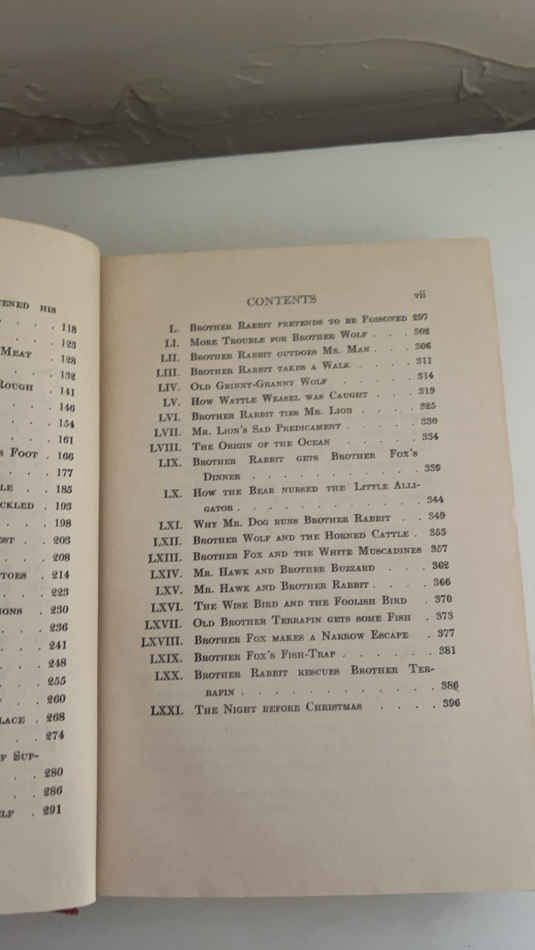 TENED HIS
. . . . 118
. . . . 123
MEAT . 128
. . . . 132
ROUGH . 141
. . . 146
. . . 154
. . . 161
S FOOT . 166
. . . . 177
LE . . 185
CKLED . 193
. . . . 198
EST . . 203
. . . . 208
TOES . 214
. . . . 223
IONS . 230
. . . . 236
. . . . 241
. . . 248
. . . 255
. . . 260
LACE . 268
. . 274
F SUP-
. . 280
. . 286
ELF . 291
CONTENTS vii
L. BROTHER RABBIT PRETENDS TO BE POISONED 297
LI. MORE TROUBLE FOR BROTHER WOLF . . . 302
LII. BROTHER RABBIT OUTDOES MR. MAN . . . 306
LIII. BROTHER RABBIT TAKES A WALK . . . . 311
LIV. OLD GRINNY-GRANNY WOLF . . . . . 314
LV. HOW WATTLE WEASEL WAS CAUGHT . . . 319
LVI. BROTHER RABBIT TIES MR. LION . . . . 325
LVII. MR. LION'S SAD PREDICAMENT . . . . . 330
LVIII. THE ORIGIN OF THE OCEAN . . . . . 334
LIX. BROTHER RABBIT GETS BROTHER FOX'S
DINNER . . . . . . . . . . . 339
LX. HOW THE BEAR NURSED THE LITTLE ALLI-
GATOR . . . . . . . . . . . 344
LXI. WHY MR. DOG RUNS BROTHER RABBIT . . 349
LXII. BROTHER WOLF AND THE HORNED CATTLE . 353
LXIII. BROTHER FOX AND THE WHITE MUSCADINES 357
LXIV. MR. HAWK AND BROTHER BUZZARD . . . . 362
LXV. MR. HAWK AND BROTHER RABBIT . . . . 366
LXVI. THE WISE BIRD AND THE FOOLISH BIRD . 370
LXVII. OLD BROTHER TERRAPIN GETS SOME FISH . 373
LXVIII. BROTHER FOX MAKES A NARROW ESCAPE . 377
LXIX. BROTHER FOX'S FISH-TRAP . . . . . . 381
LXX. BROTHER RABBIT RESCUES BROTHER TER-
RAPIN . . . . . . . . . . . 386
LXXI. THE NIGHT BEFORE CHRISTMAS . . . . 396